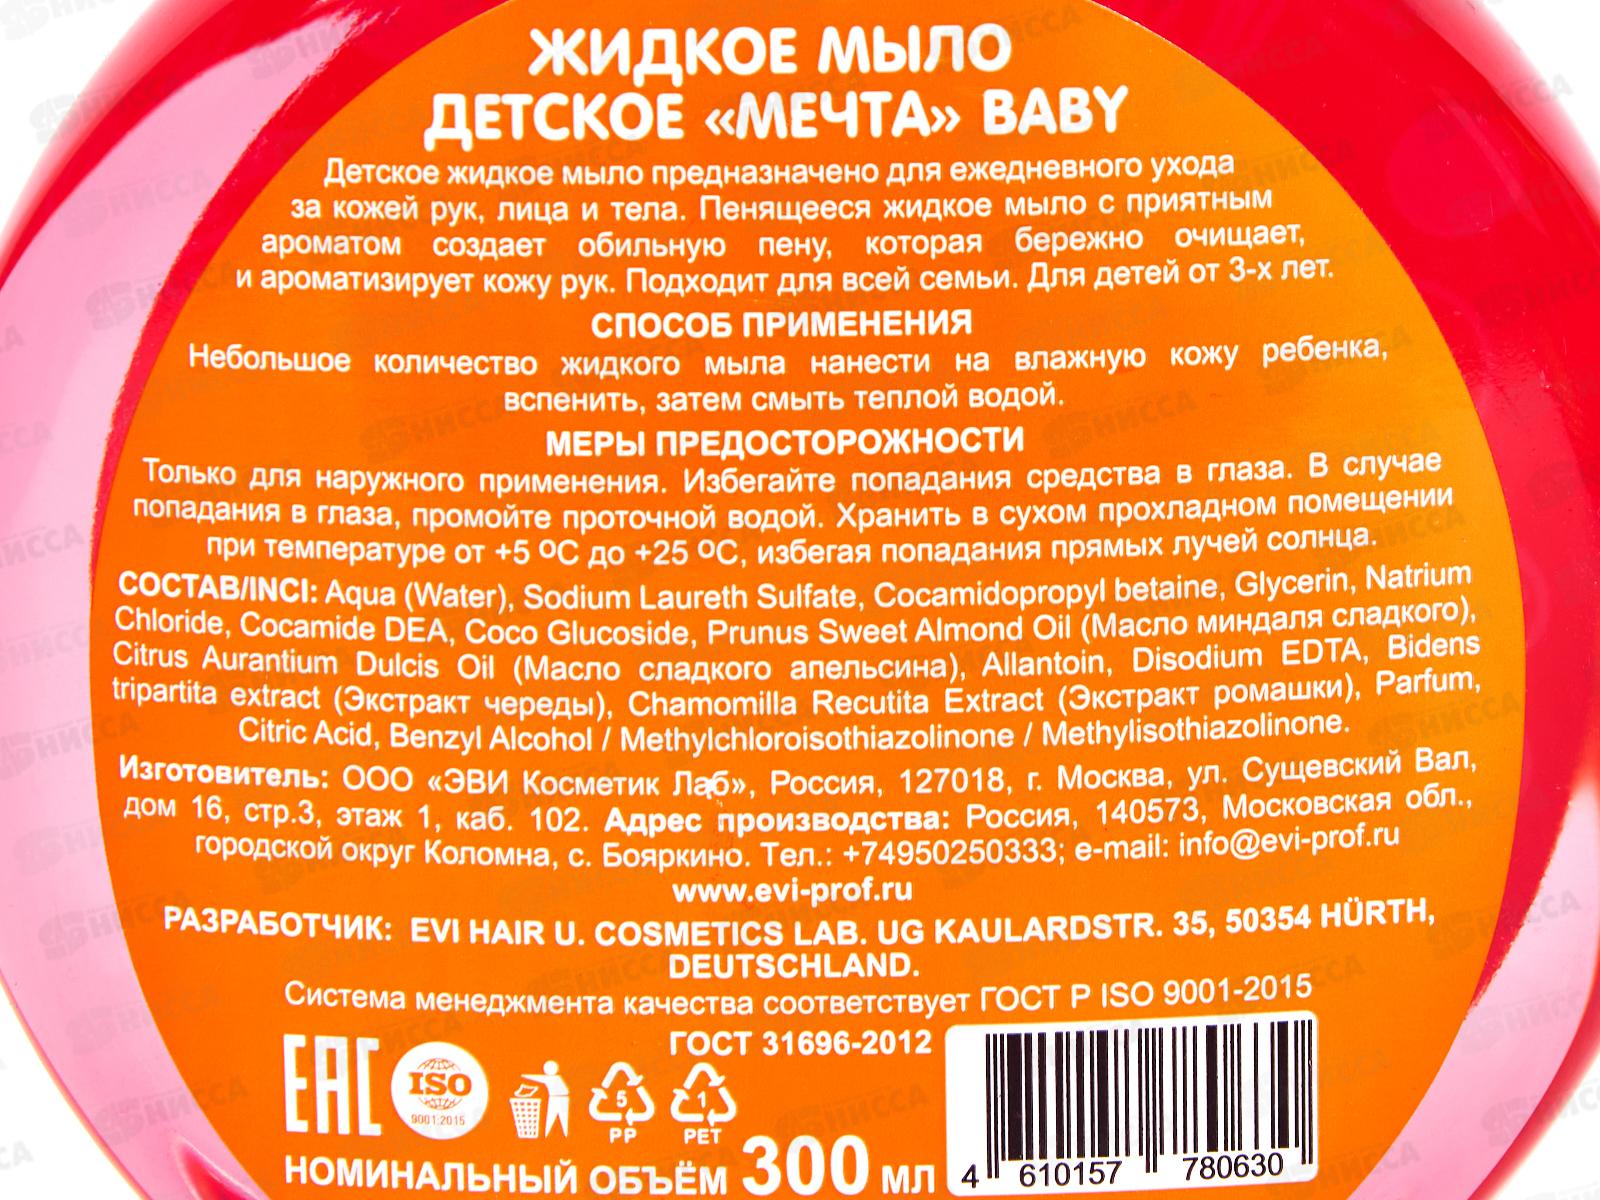 ЖИДКОЕ МЫЛО
ДЕТСКОЕ «МЕЧТА» BABY
Детское жидкое мыло предназначено для ежедневного ухода
за кожей рук, лица и тела. Пенящееся жидкое мыло с приятным
ароматом создает обильную пену, которая бережно очищает,
и ароматизирует кожу рук. Подходит для всей семьи. Для детей от 3-х лет.
СПОСОБ ПРИМЕНЕНИЯ
Небольшое количество жидкого мыла нанести на влажную кожу ребенка,
вспенить, затем смыть теплой водой.
МЕРЫ ПРЕДОСТОРОЖНОСТИ
Только для наружного применения. Избегайте попадания средства в глаза. В случае
попадания в глаза, промойте проточной водой. Хранить в сухом прохладном помещении
при температуре от +5 ºC до +25 ºC, избегая попадания прямых лучей солнца.
СОСТАВ/INCI: Aqua (Water), Sodium Laureth Sulfate, Cocamidopropyl betaine, Glycerin, Natrium
Chloride, Cocamide DEA, Coco Glucoside, Prunus Sweet Almond Oil (Масло миндаля сладкого),
Citrus Aurantium Dulcis Oil (Масло сладкого апельсина), Allantoin, Disodium EDTA, Bidens
tripartita extract (Экстракт череды), Chamomilla Recutita Extract (Экстракт ромашки), Parfum,
Citric Acid, Benzyl Alcohol / Methylchloroisothiazolinone / Methylisothiazolinone.
Изготовитель: ООО «ЭВИ Косметик Лаб», Россия, 127018, г. Москва, ул. Сущевский Вал,
дом 16, стр.3, этаж 1, каб. 102. Адрес производства: Россия, 140573, Московская обл.,
городской округ Коломна, с. Бояркино. Тел.: +74950250333; e-mail: info@evi-prof.ru
www.evi-prof.ru
РАЗРАБОТЧИК: EVI HAIR U. COSMETICS LAB. UG KAULARDSTR. 35, 50354 HÜRTH,
DEUTSCHLAND.
Система менеджмента качества соответствует ГОСТ Р ISO 9001-2015
ГОСТ 31696-2012
EAC
ISO
9001:2015
5
PP
1
PET
НОМИНАЛЬНЫЙ ОБЪЁМ 300 МЛ
4 610157 780630
НИССА